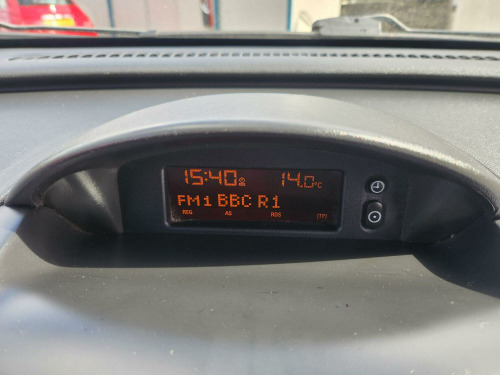 15:40 14.0°C
FM1 BBC R1
REG AS RDS [TP]